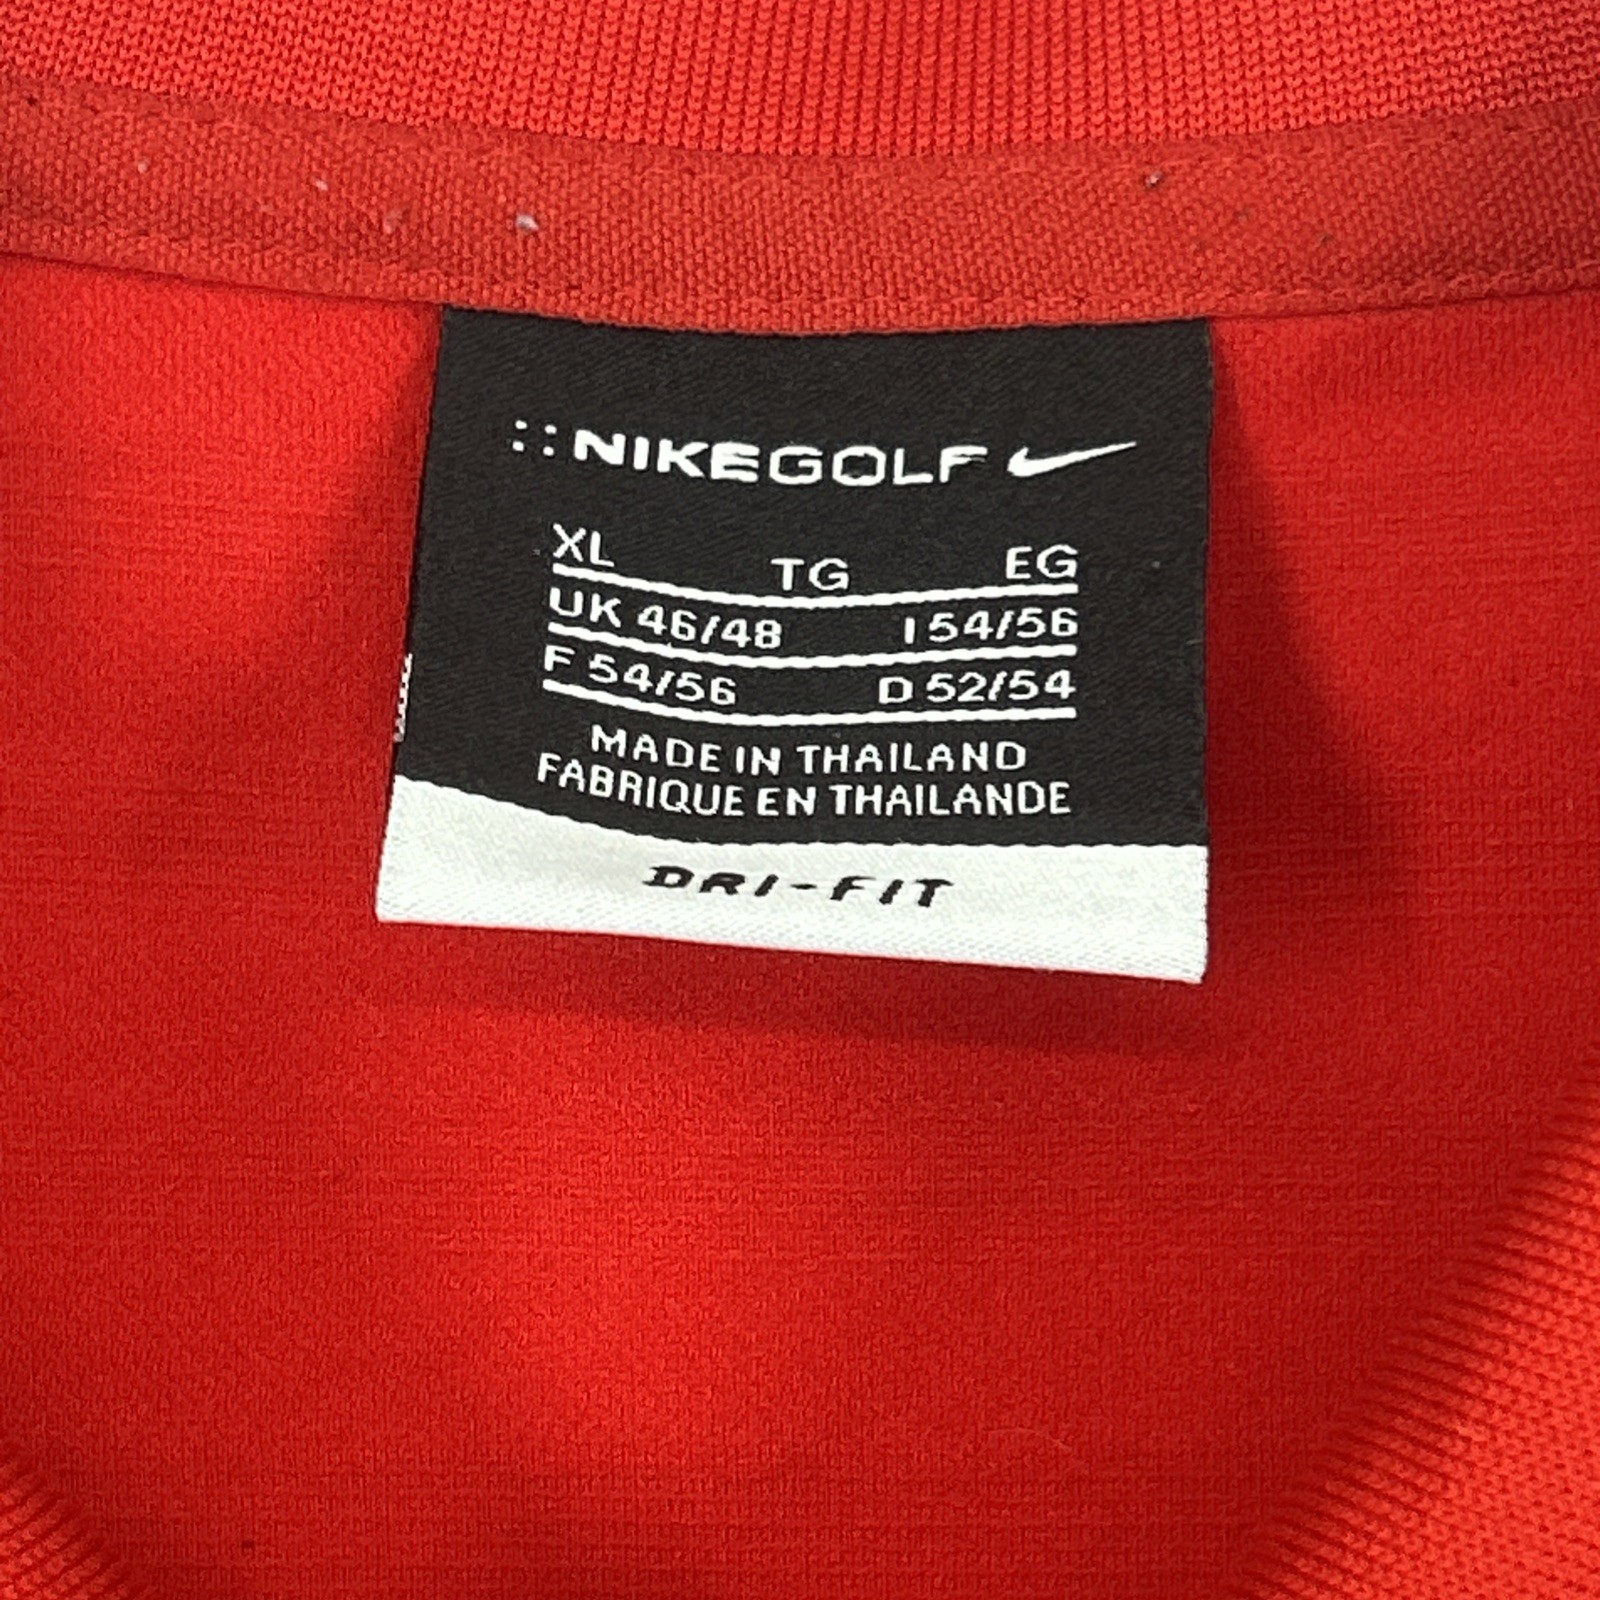 ::NIKEGOLF
XL TG EG
UK 46/48 I 54/56
F 54/56 D 52/54
MADE IN THAILAND
FABRIQUE EN THAILANDE
DRI-FIT